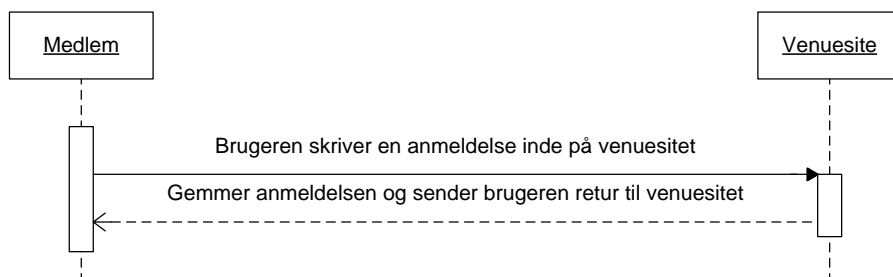 Medlem
Venuesite
Brugeren skriver en anmeldelse inde på venuesitet
Gemmer anmeldelsen og sender brugeren retur til venuesitet